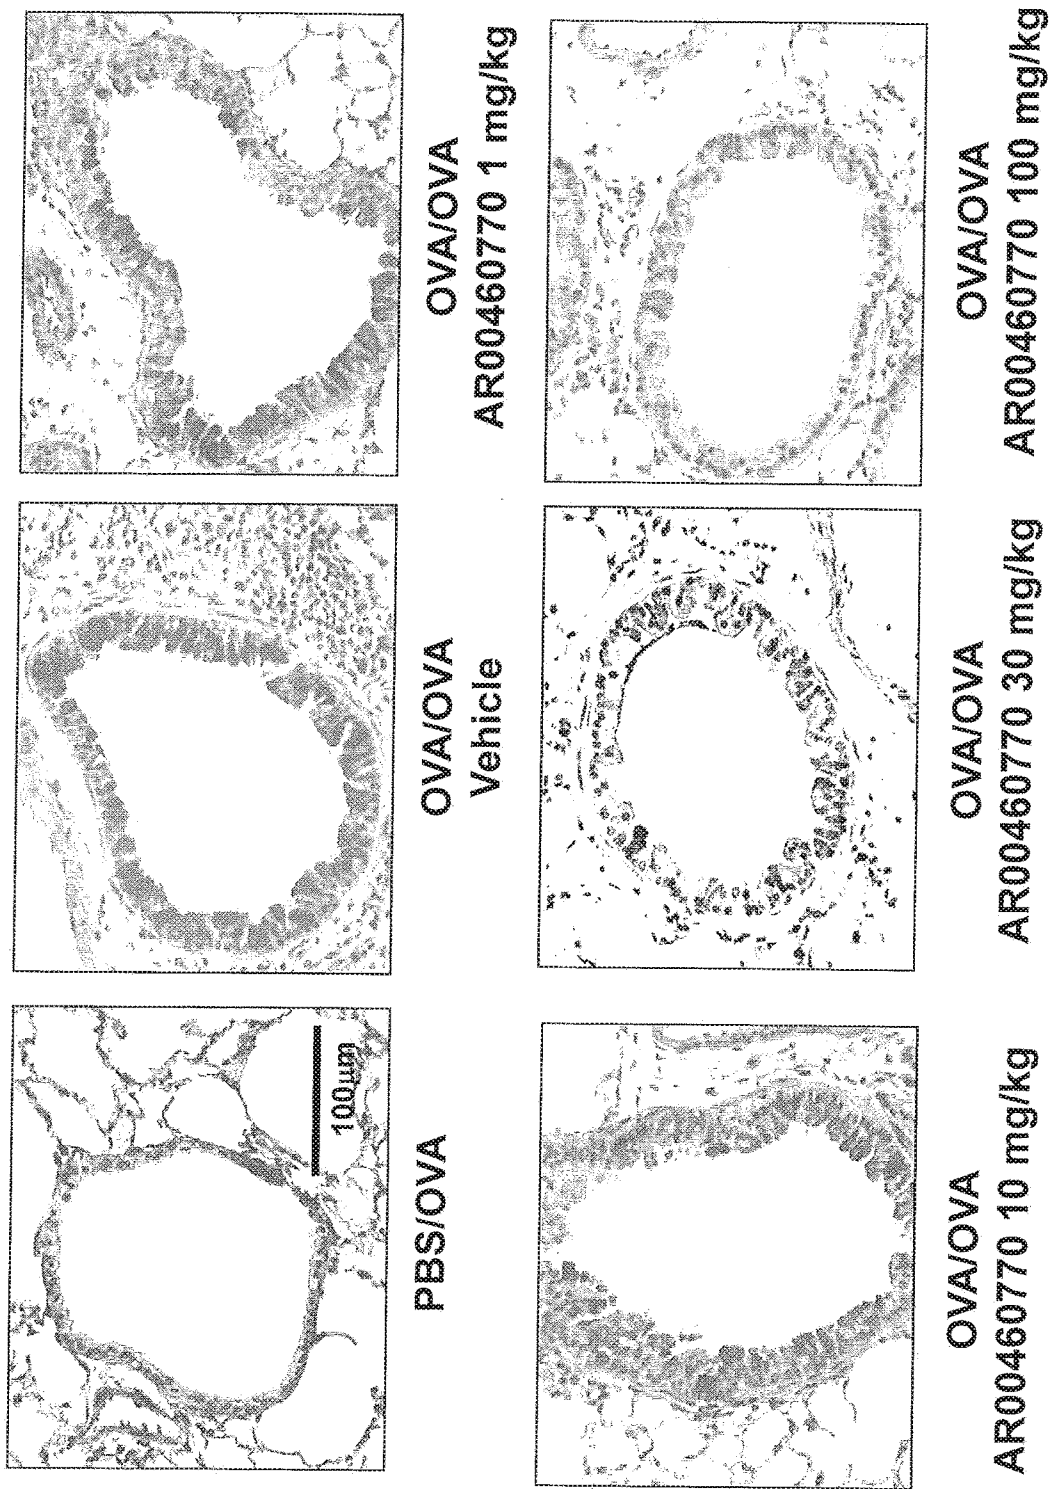 100µm
PBS/OVA
OVA/OVA
Vehicle
OVA/OVA
AR00460770 1 mg/kg
OVA/OVA
AR00460770 10 mg/kg
OVA/OVA
AR00460770 30 mg/kg
OVA/OVA
AR00460770 100 mg/kg